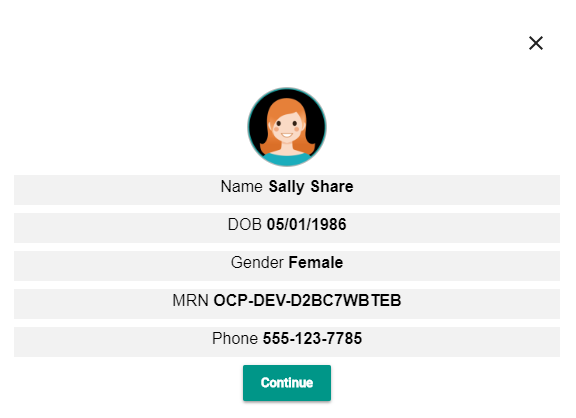 Name Sally Share
DOB 05/01/1986
Gender Female
MRN OCP-DEV-D2BC7WBTEB
Phone 555-123-7785
Continue